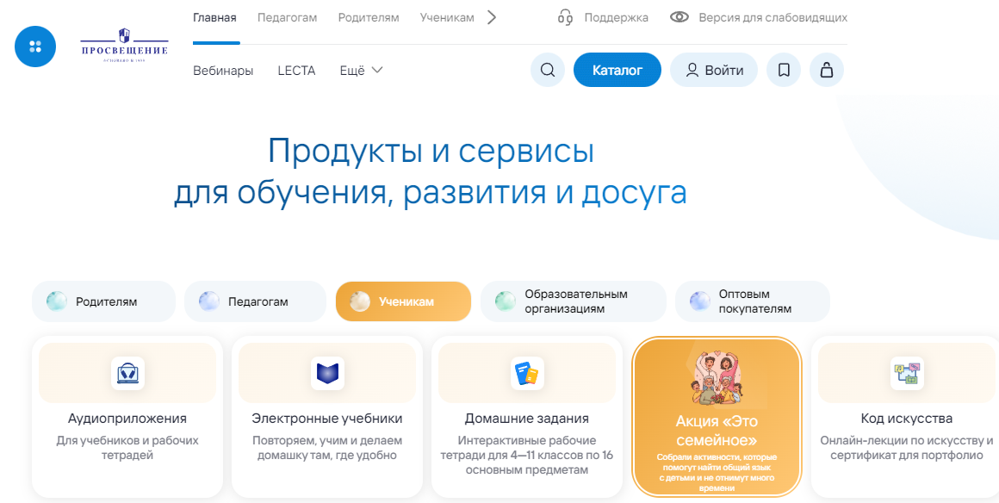 Главная Педагогам Родителям Ученикам Поддержка Версия для слабовидящих
ПРОСВЕЩЕНИЕ
ОСНОВАНО В 1930
Вебинары LECTA Ещё Каталог Войти
Продукты и сервисы
для обучения, развития и досуга
Родителям
Педагогам
Ученикам
Образовательным
организациям
Оптовым
покупателям
Аудиоприложения
Для учебников и рабочих
тетрадей
Электронные учебники
Повторяем, учим и делаем
домашку там, где удобно
Домашние задания
Интерактивные рабочие
тетради для 4—11 классов по 16
основным предметам
Акция «Это
семейное»
Собрали активности, которые
помогут найти общий язык
с детьми и не отнимут много
времени
Код искусства
Онлайн-лекции по искусству и
сертификат для портфолио